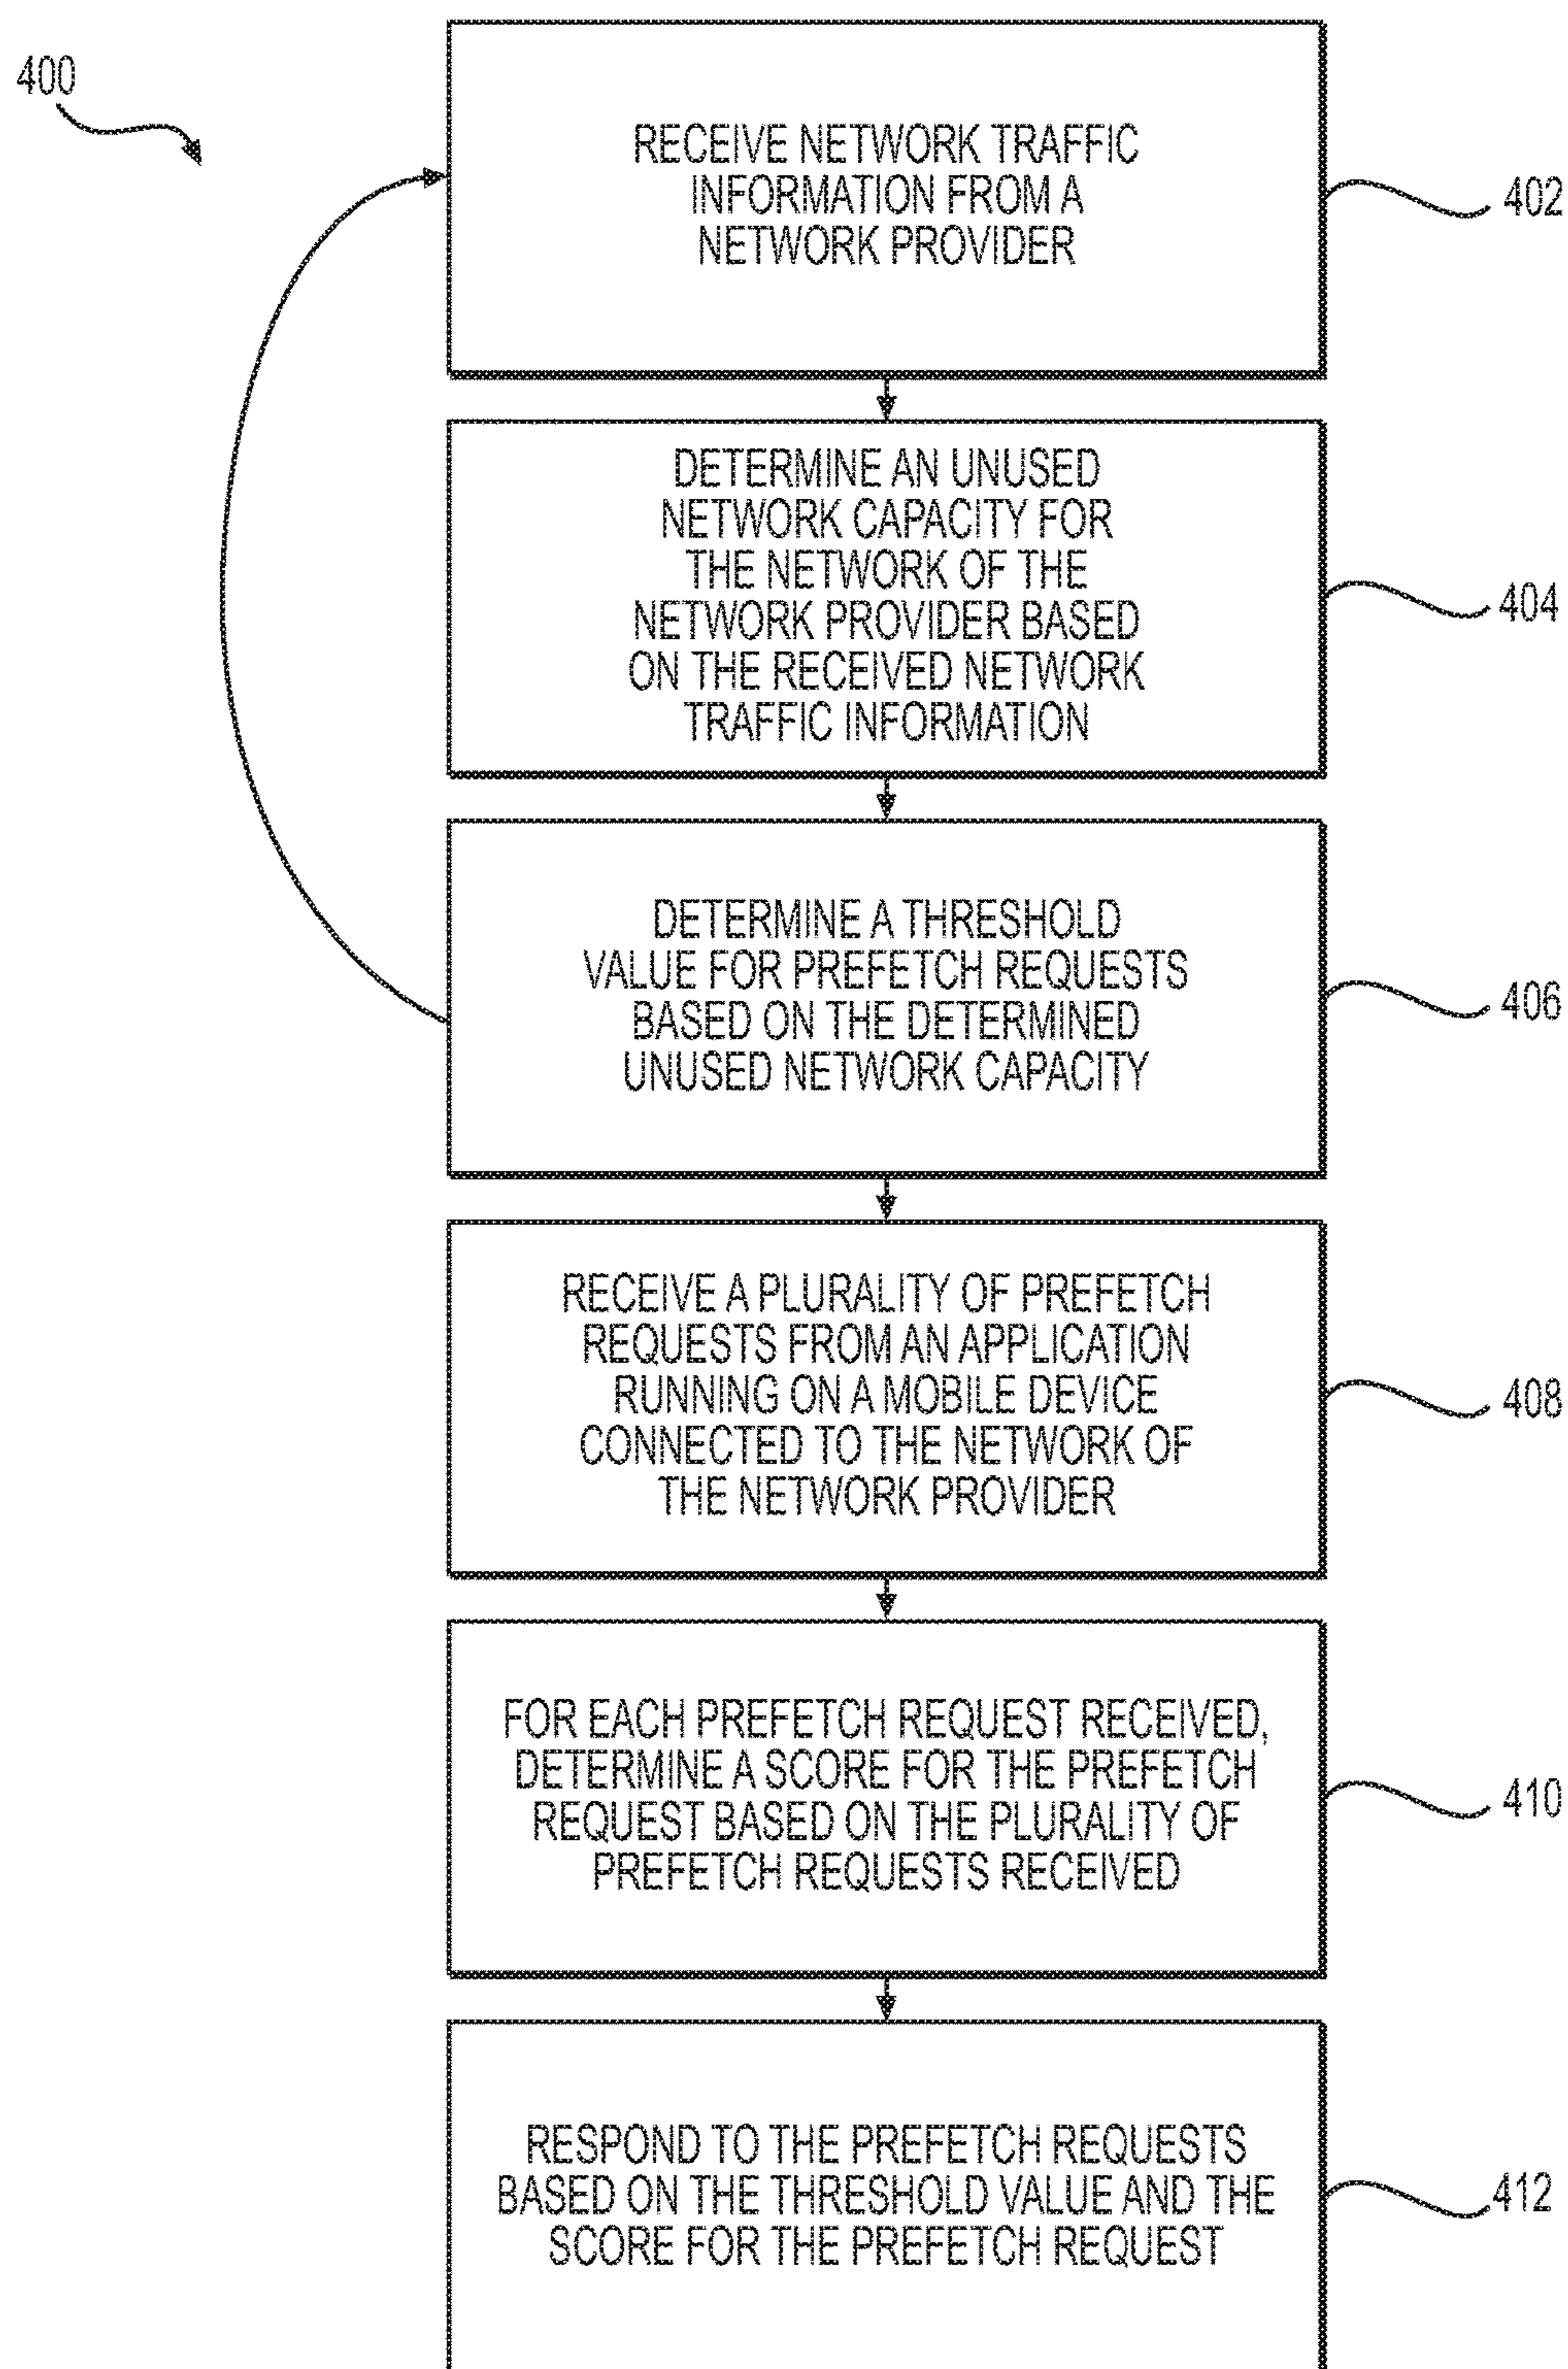 400
RECEIVE NETWORK TRAFFIC
INFORMATION FROM A
NETWORK PROVIDER
402
DETERMINE AN UNUSED
NETWORK CAPACITY FOR
THE NETWORK OF THE
NETWORK PROVIDER BASED
ON THE RECEIVED NETWORK
TRAFFIC INFORMATION
404
DETERMINE A THRESHOLD
VALUE FOR PREFETCH REQUESTS
BASED ON THE DETERMINED
UNUSED NETWORK CAPACITY
406
RECEIVE A PLURALITY OF PREFETCH
REQUESTS FROM AN APPLICATION
RUNNING ON A MOBILE DEVICE
CONNECTED TO THE NETWORK OF
THE NETWORK PROVIDER
408
FOR EACH PREFETCH REQUEST RECEIVED,
DETERMINE A SCORE FOR THE PREFETCH
REQUEST BASED ON THE PLURALITY OF
PREFETCH REQUESTS RECEIVED
410
RESPOND TO THE PREFETCH REQUESTS
BASED ON THE THRESHOLD VALUE AND THE
SCORE FOR THE PREFETCH REQUEST
412